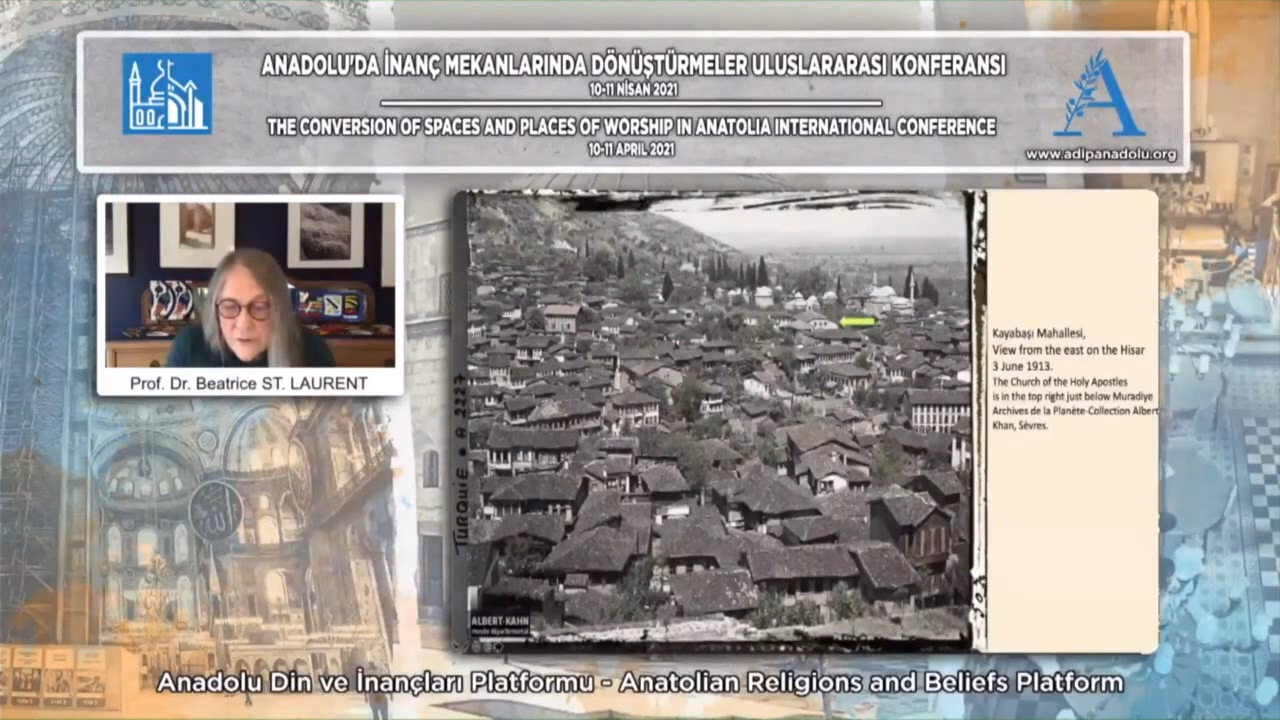 ANADOLU'DA İNANÇ MEKANLARINDA DÖNÜŞTÜRMELER ULUSLARARASI KONFERANSI
10-11 NİSAN 2021
THE CONVERSION OF SPACES AND PLACES OF WORSHIP IN ANATOLIA INTERNATIONAL CONFERENCE
10-11 APRIL 2021
www.adipanadolu.org
Prof. Dr. Beatrice ST. LAURENT
TURQUIE • A 2227
ALBERT-KAHN
musée départemental
Kayabaşı Mahallesi,
View from the east on the Hisar
3 June 1913.
The Church of the Holy Apostles
is in the top right just below Muradiye
Archives de la Planète-Collection Albert
Khan, Sèvres.
Anadolu Din ve İnançları Platformu - Anatolian Religions and Beliefs Platform